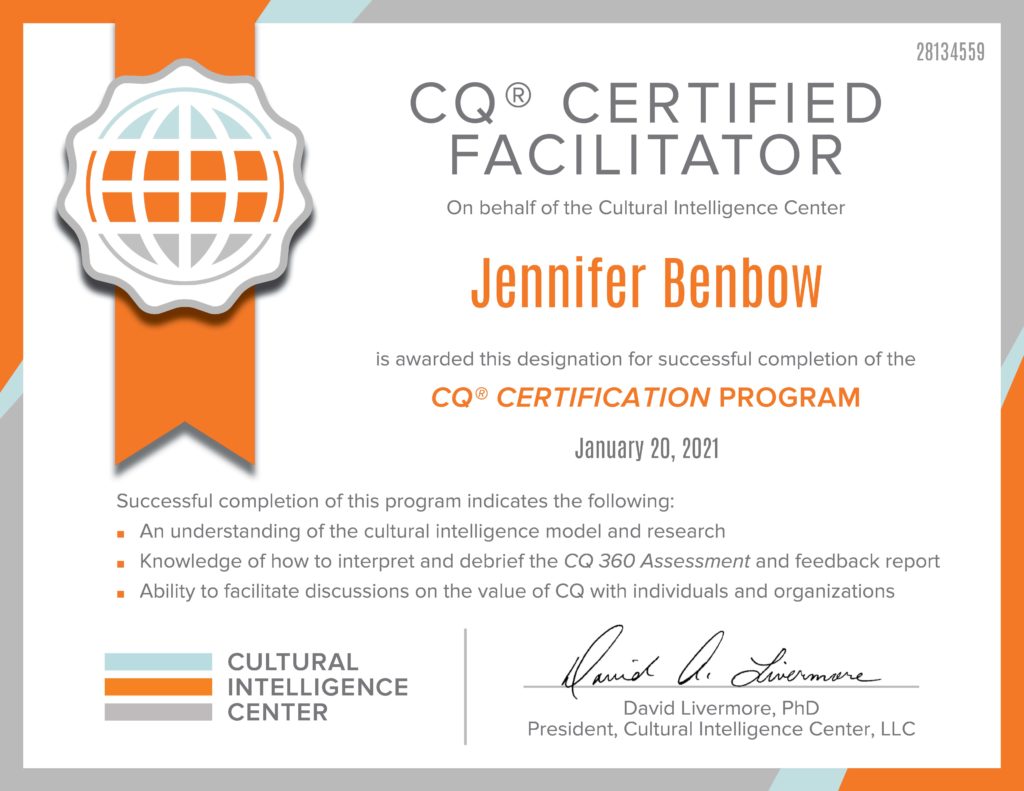 28134559
CQ® CERTIFIED
FACILITATOR
On behalf of the Cultural Intelligence Center
Jennifer Benbow
is awarded this designation for successful completion of the
CQ® CERTIFICATION PROGRAM
January 20, 2021
Successful completion of this program indicates the following:
▪ An understanding of the cultural intelligence model and research
▪ Knowledge of how to interpret and debrief the CQ 360 Assessment and feedback report
▪ Ability to facilitate discussions on the value of CQ with individuals and organizations
CULTURAL
INTELLIGENCE
CENTER
David A. Livermore
David Livermore, PhD
President, Cultural Intelligence Center, LLC